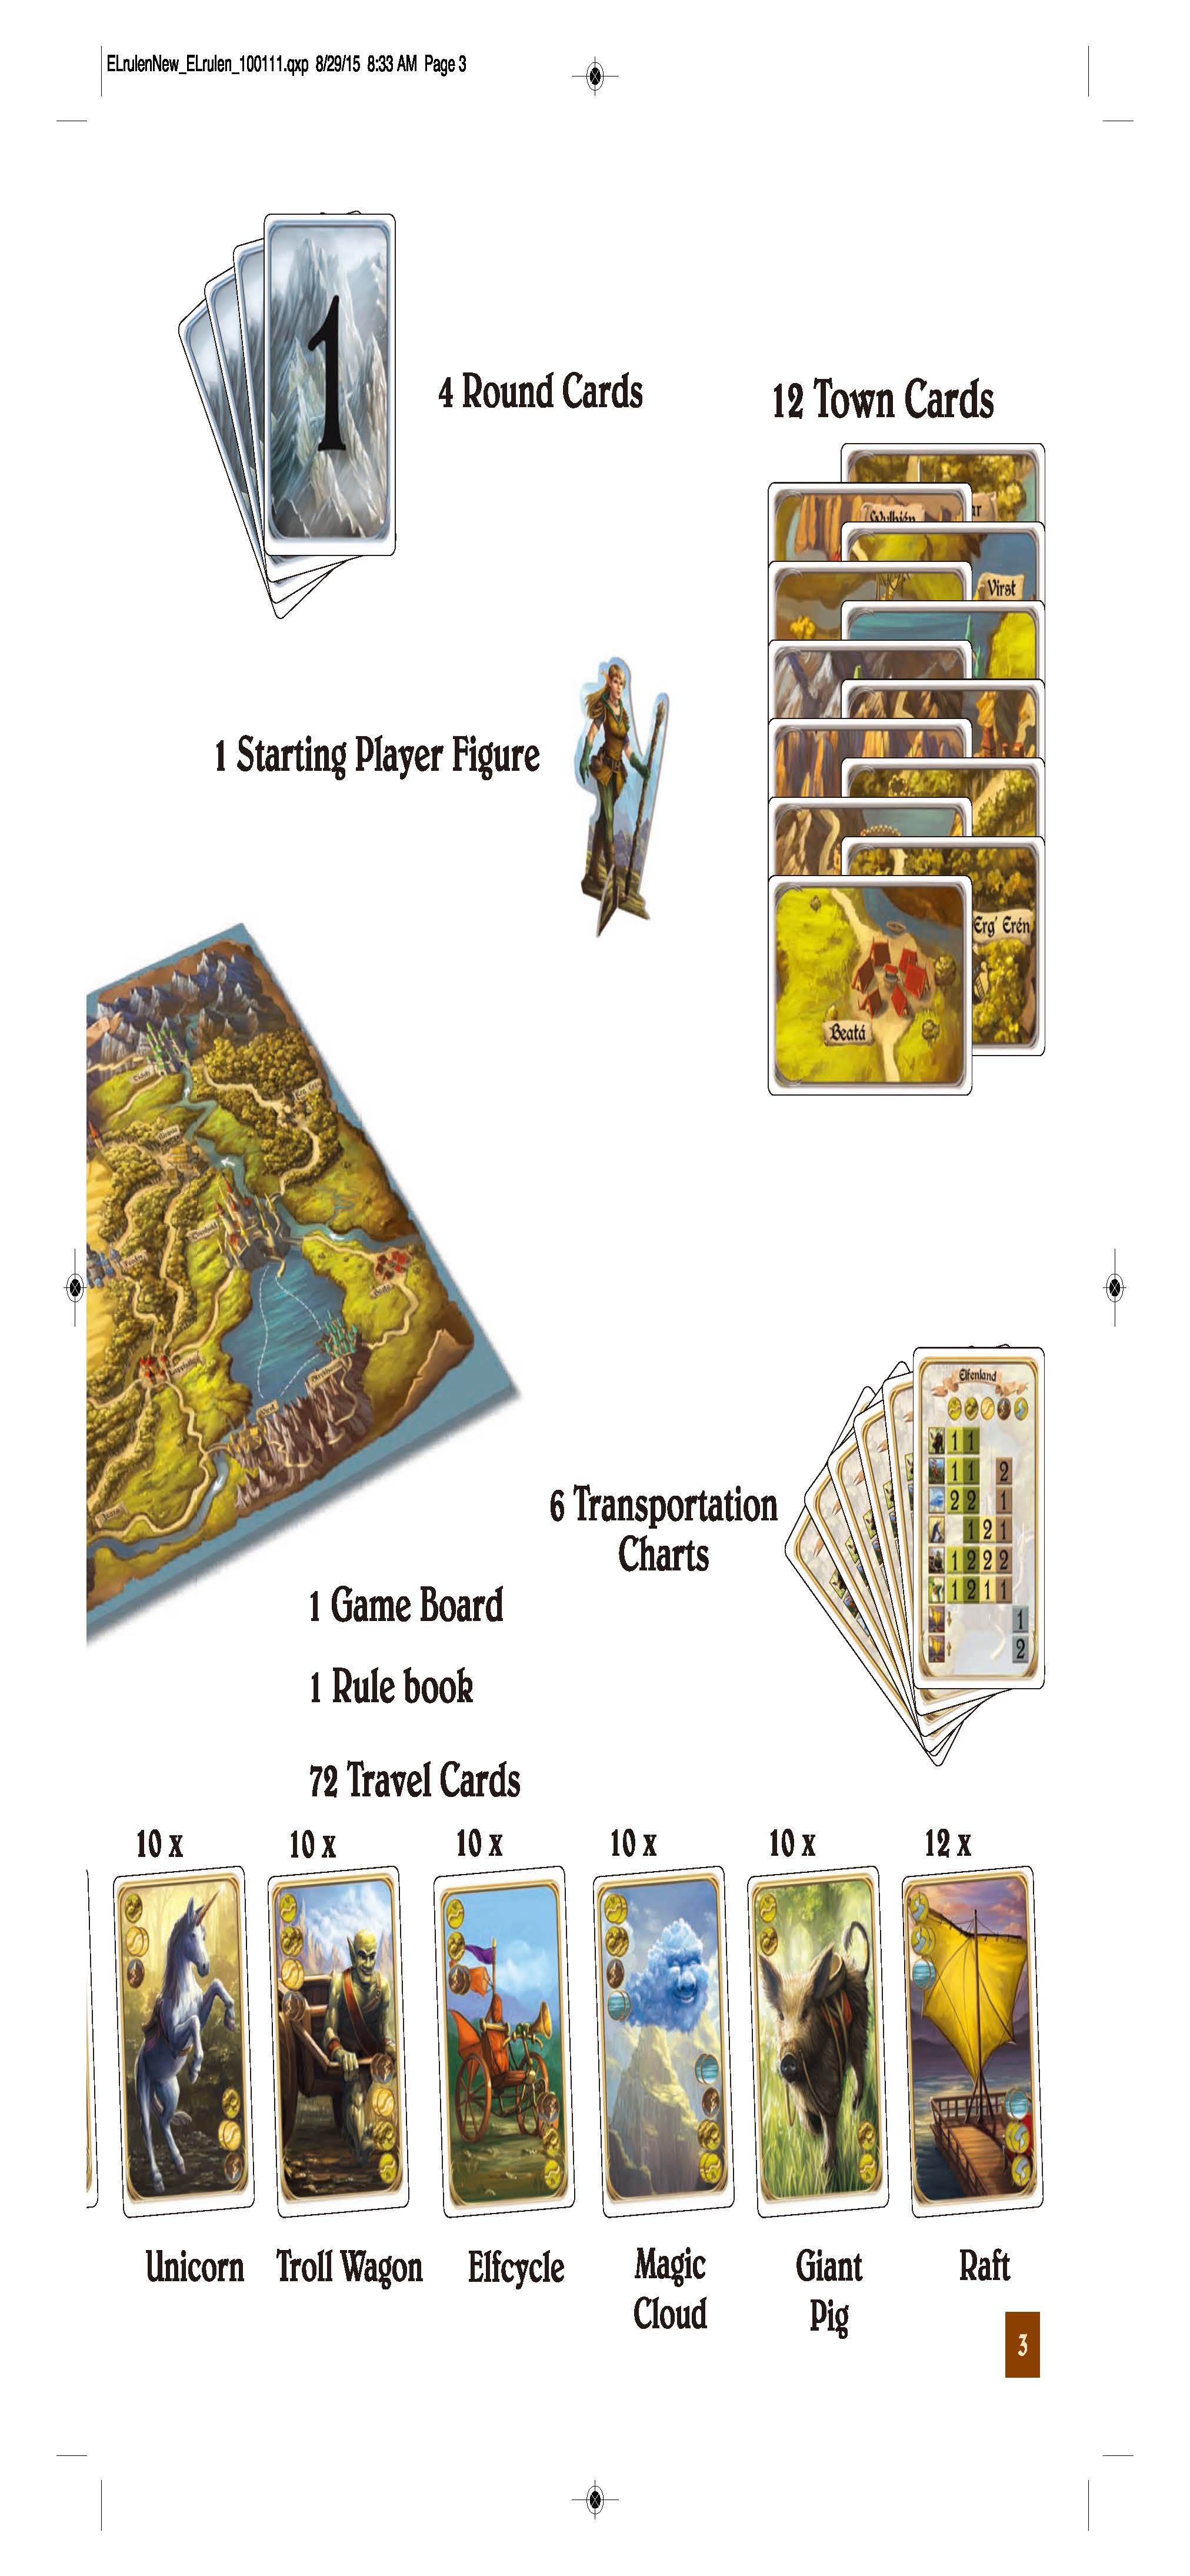 ELrulenNew_ELrulen_100111.qxp 8/29/15 8:33 AM Page 3
1
4 Round Cards
12 Town Cards
Wulhién
ur
Virst
1 Starting Player Figure
Erg' Erén
Beatá
Elfenland
1 1
1 1 2
2 2 1
1 2 1
1 2 2 2
1 2 1 1
1
2
6 Transportation
Charts
1 Game Board
1 Rule book
72 Travel Cards
10 x
10 x
10 x
10 x
10 x
12 x
Unicorn
Troll Wagon
Elfcycle
Magic
Cloud
Giant
Pig
Raft
3